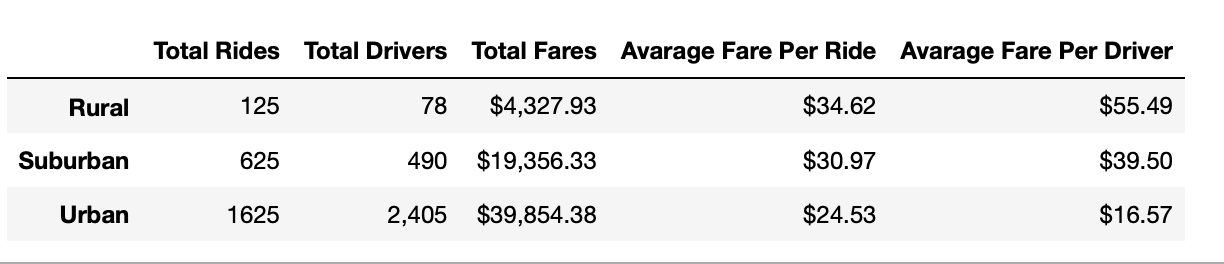 Total Rides Total Drivers Total Fares Avarage Fare Per Ride Avarage Fare Per Driver
Rural 125 78 $4,327.93 $34.62 $55.49
Suburban 625 490 $19,356.33 $30.97 $39.50
Urban 1625 2,405 $39,854.38 $24.53 $16.57